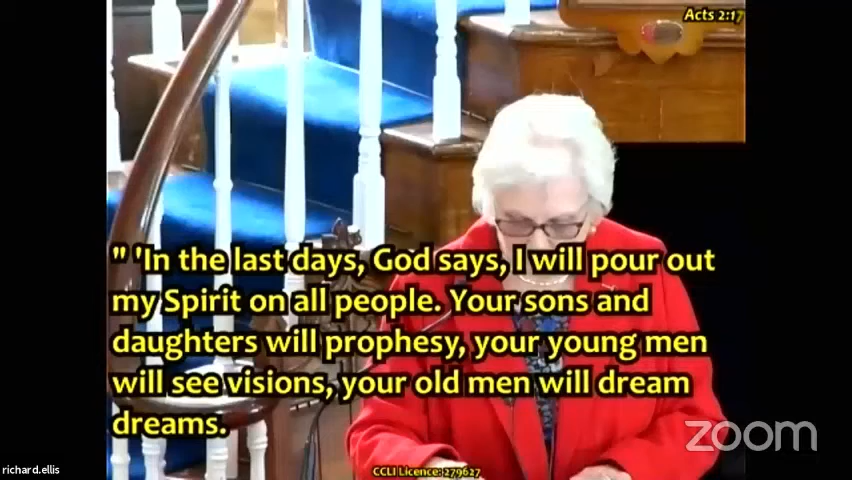 Acts 2:17
" 'In the last days, God says, I will pour out
my Spirit on all people. Your sons and
daughters will prophesy, your young men
will see visions, your old men will dream
dreams.
zoom
CCLI Licence: 279627
richard.ellis